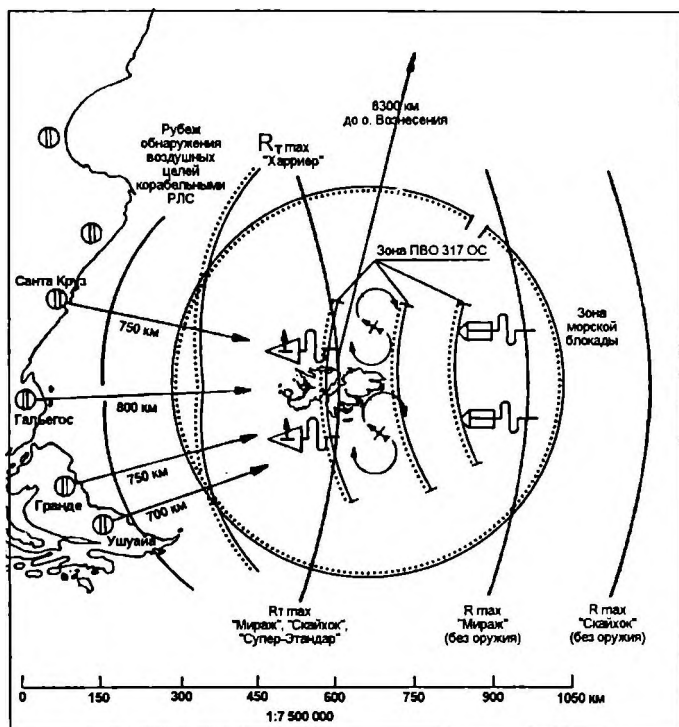 8300 км
до о. Вознесения
Rт max
"Харриер"
Рубеж
обнаружения
воздушных
целей
корабельными
РЛС
Зона ПВО 317 ОС
Санта Круз
750 км
Зона
морской
блокады
800 км
Гальегос
750 км
Гранде
700 км
Ушуайа
Rт max
"Мираж", "Скайхок",
"Супер-Этандар"
R max
"Мираж"
(без оружия)
R max
"Скайхок"
(без оружия)
0 150 300 450 600 750 900 1050 км
1:7 500 000